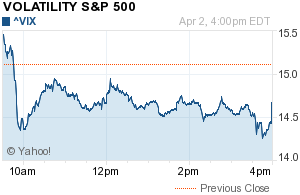 VOLATILITY S&P 500
^VIX Apr 2, 4:00pm EDT
15.5
15.0
14.5
14.0
© Yahoo!
10am 12pm 2pm 4pm
Previous Close